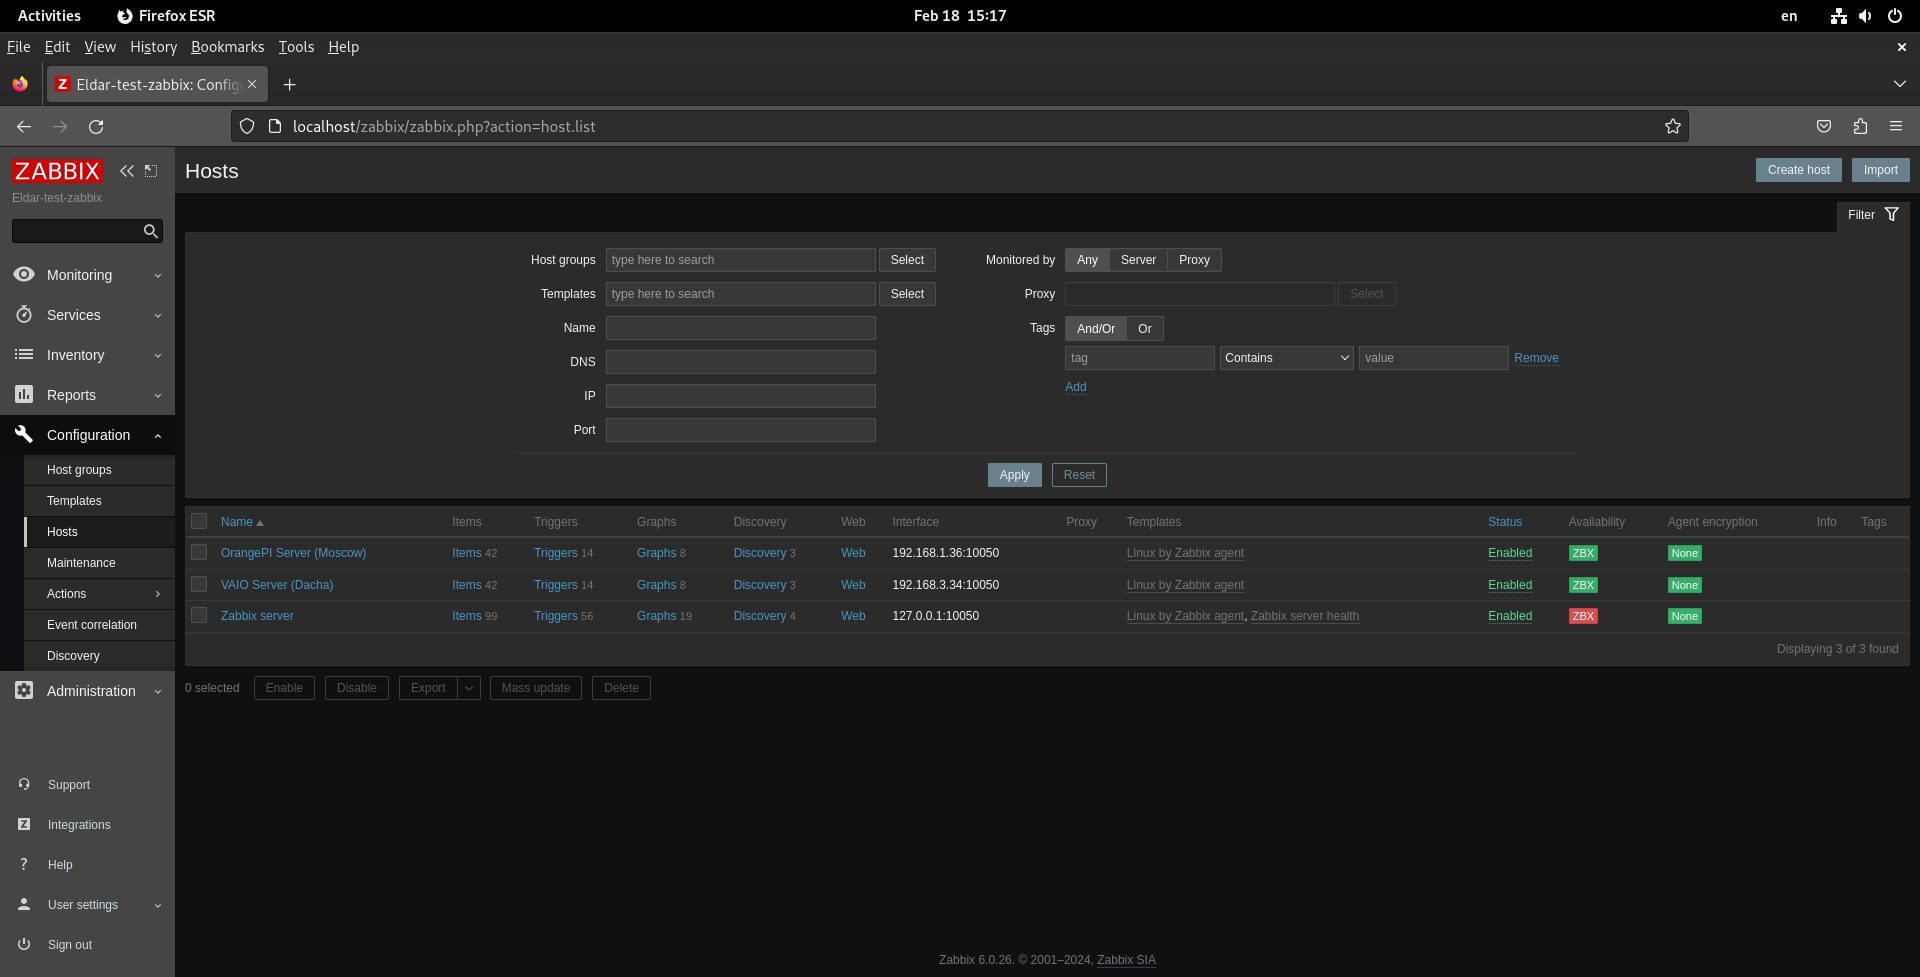 Activities Firefox ESR Feb 18 15:17 en
File Edit View History Bookmarks Tools Help
Eldar-test-zabbix: Config
localhost/zabbix/zabbix.php?action=host.list
ZABBIX
Eldar-test-zabbix
Monitoring
Services
Inventory
Reports
Configuration
Host groups
Templates
Hosts
Maintenance
Actions
Event correlation
Discovery
Administration
Support
Integrations
Help
User settings
Sign out
Hosts Create host Import
Filter
Host groups type here to search Select Monitored by Any Server Proxy
Templates type here to search Select Proxy Select
Name Tags And/Or Or
DNS tag Contains value Remove
IP Add
Port
Apply Reset
Name Items Triggers Graphs Discovery Web Interface Proxy Templates Status Availability Agent encryption Info Tags
OrangePI Server (Moscow) Items 42 Triggers 14 Graphs 8 Discovery 3 Web 192.168.1.36:10050 Linux by Zabbix agent Enabled ZBX None
VAIO Server (Dacha) Items 42 Triggers 14 Graphs 8 Discovery 3 Web 192.168.3.34:10050 Linux by Zabbix agent Enabled ZBX None
Zabbix server Items 99 Triggers 56 Graphs 19 Discovery 4 Web 127.0.0.1:10050 Linux by Zabbix agent, Zabbix server health Enabled ZBX None
Displaying 3 of 3 found
0 selected Enable Disable Export Mass update Delete
Zabbix 6.0.26. © 2001–2024, Zabbix SIA